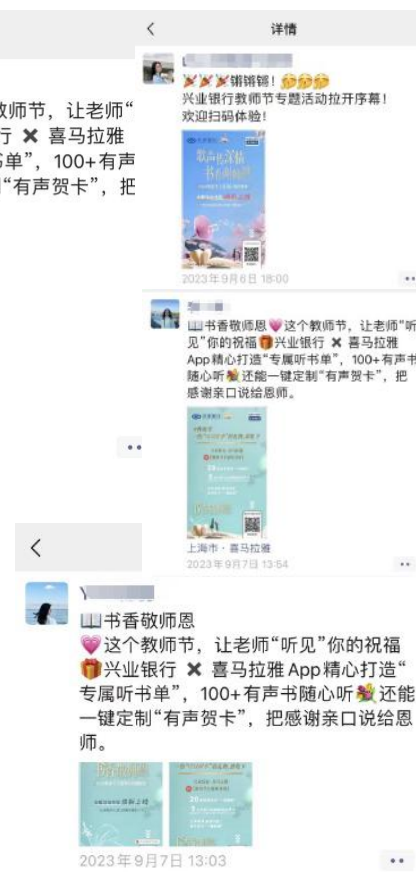 详情
锵锵锵!
兴业银行教师节专题活动拉开序幕!
欢迎扫码体验!
2023年9月6日 18:00
师节，让老师“
行 ✖ 喜马拉雅
书单”，100+有声
“有声贺卡”，把
书香敬师恩💗这个教师节，让老师“听
见”你的祝福🎁兴业银行 ✖ 喜马拉雅
App精心打造“专属听书单”，100+有声书
随心听💐还能一键定制“有声贺卡”，把
感谢亲口说给恩师。
上海市·喜马拉雅
2023年9月7日 13:54
书香敬师恩
💗这个教师节，让老师“听见”你的祝福
🎁兴业银行 ✖ 喜马拉雅App精心打造“
专属听书单”，100+有声书随心听💐还能
一键定制“有声贺卡”，把感谢亲口说给恩
师。
2023年9月7日 13:03